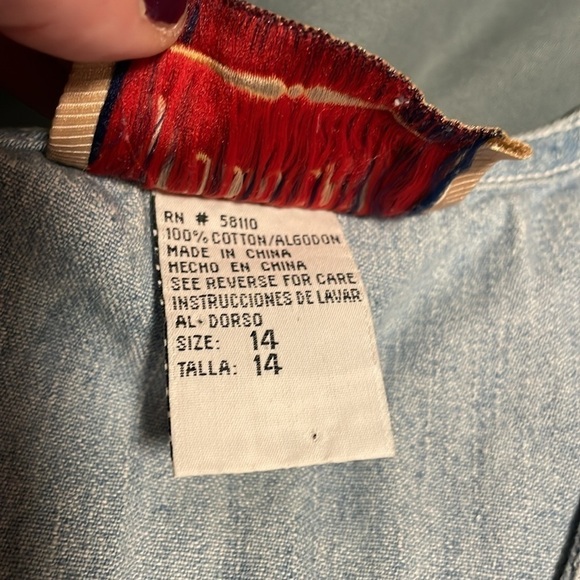 RN # 58110
100% COTTON/ALGODON
MADE IN CHINA
HECHO EN CHINA
SEE REVERSE FOR CARE
INSTRUCCIONES DE LAVAR
AL DORSO
SIZE: 14
TALLA: 14